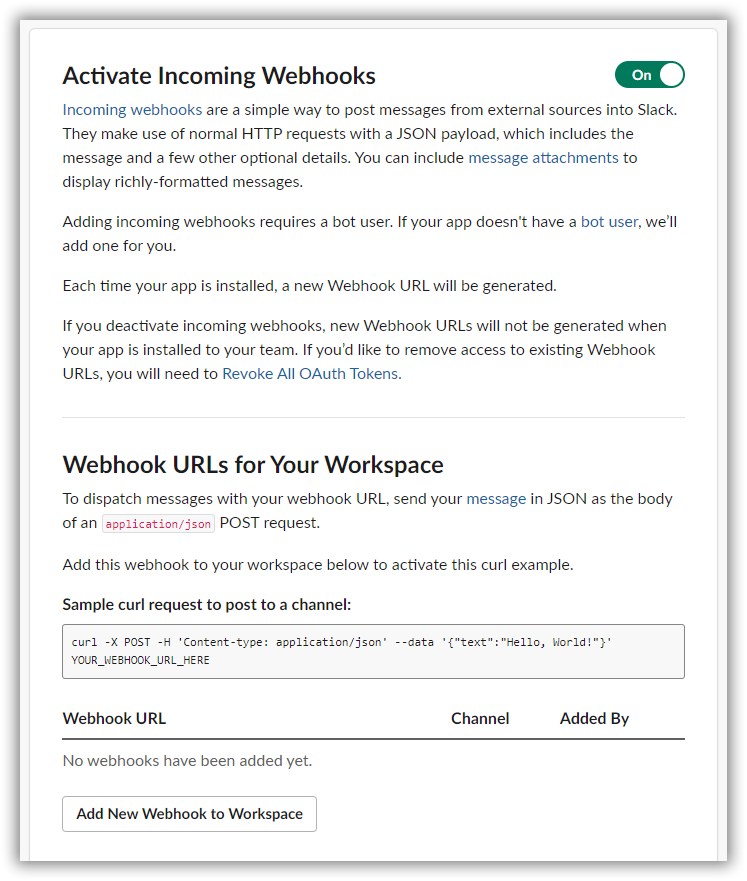 Activate Incoming Webhooks
On
Incoming webhooks are a simple way to post messages from external sources into Slack.
They make use of normal HTTP requests with a JSON payload, which includes the
message and a few other optional details. You can include message attachments to
display richly-formatted messages.
Adding incoming webhooks requires a bot user. If your app doesn't have a bot user, we’ll
add one for you.
Each time your app is installed, a new Webhook URL will be generated.
If you deactivate incoming webhooks, new Webhook URLs will not be generated when
your app is installed to your team. If you’d like to remove access to existing Webhook
URLs, you will need to Revoke All OAuth Tokens.
Webhook URLs for Your Workspace
To dispatch messages with your webhook URL, send your message in JSON as the body
of an application/json POST request.
Add this webhook to your workspace below to activate this curl example.
Sample curl request to post to a channel:
curl -X POST -H 'Content-type: application/json' --data '{"text":"Hello, World!"}'
YOUR_WEBHOOK_URL_HERE
Webhook URL Channel Added By
No webhooks have been added yet.
Add New Webhook to Workspace